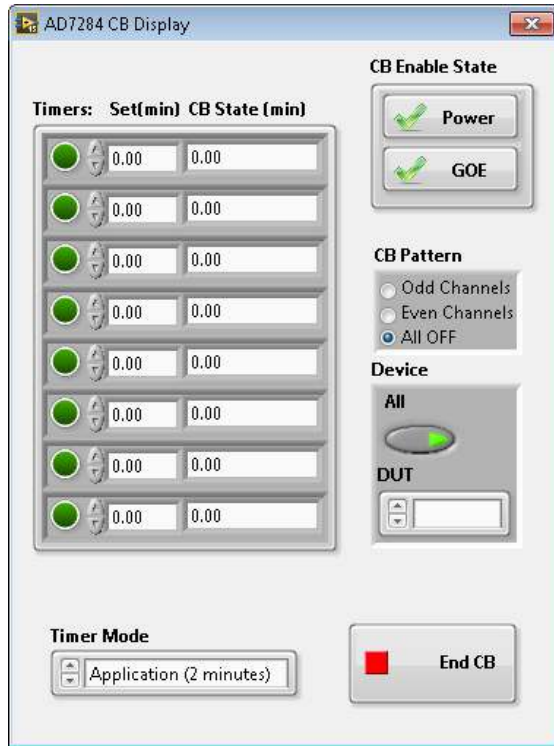 AD7284 CB Display
CB Enable State
Power
GOE
Timers: Set(min) CB State (min)
0.00 0.00
0.00 0.00
0.00 0.00
0.00 0.00
0.00 0.00
0.00 0.00
0.00 0.00
0.00 0.00
CB Pattern
Odd Channels
Even Channels
All OFF
Device
All
DUT
Timer Mode
Application (2 minutes)
End CB